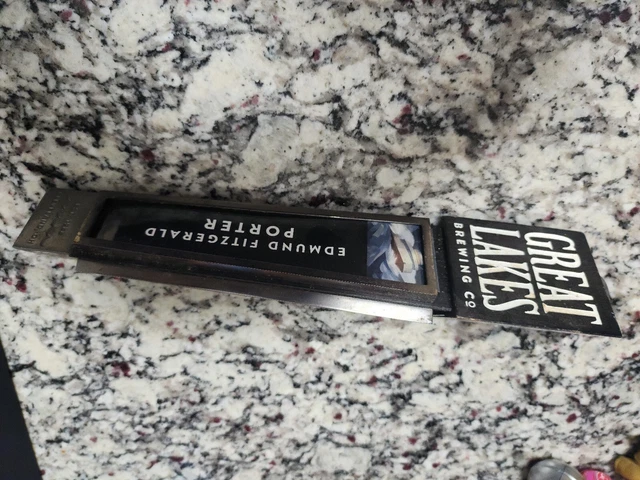 GREAT
LAKES
BREWING CO
EDMUND FITZGERALD
PORTER